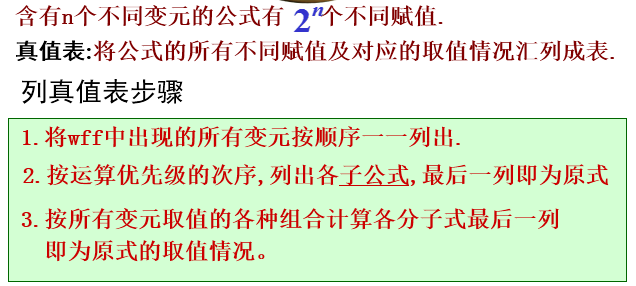 含有n个不同变元的公式有 2ⁿ个不同赋值.
真值表:将公式的所有不同赋值及对应的取值情况汇列成表.
列真值表步骤
1.将wff中出现的所有变元按顺序一一列出.
2.按运算优先级的次序,列出各子公式,最后一列即为原式
3.按所有变元取值的各种组合计算各分子式最后一列
即为原式的取值情况。